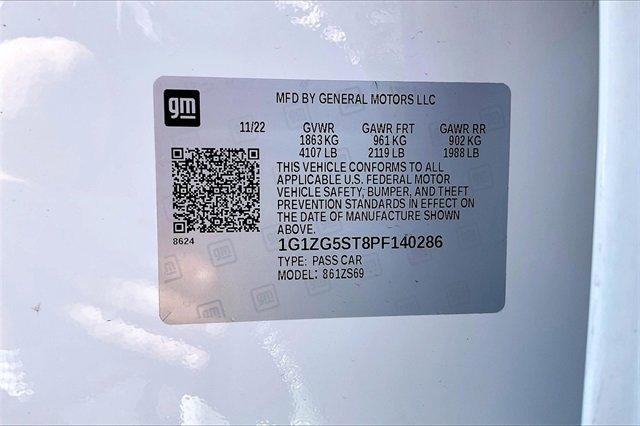 gm
MFD BY GENERAL MOTORS LLC
11/22 GVWR GAWR FRT GAWR RR
1863 KG 961 KG 902 KG
4107 LB 2119 LB 1988 LB
THIS VEHICLE CONFORMS TO ALL
APPLICABLE U.S. FEDERAL MOTOR
VEHICLE SAFETY, BUMPER, AND THEFT
PREVENTION STANDARDS IN EFFECT ON
THE DATE OF MANUFACTURE SHOWN
ABOVE.
8624
1G1ZG5ST8PF140286
TYPE: PASS CAR
MODEL: 861ZS69